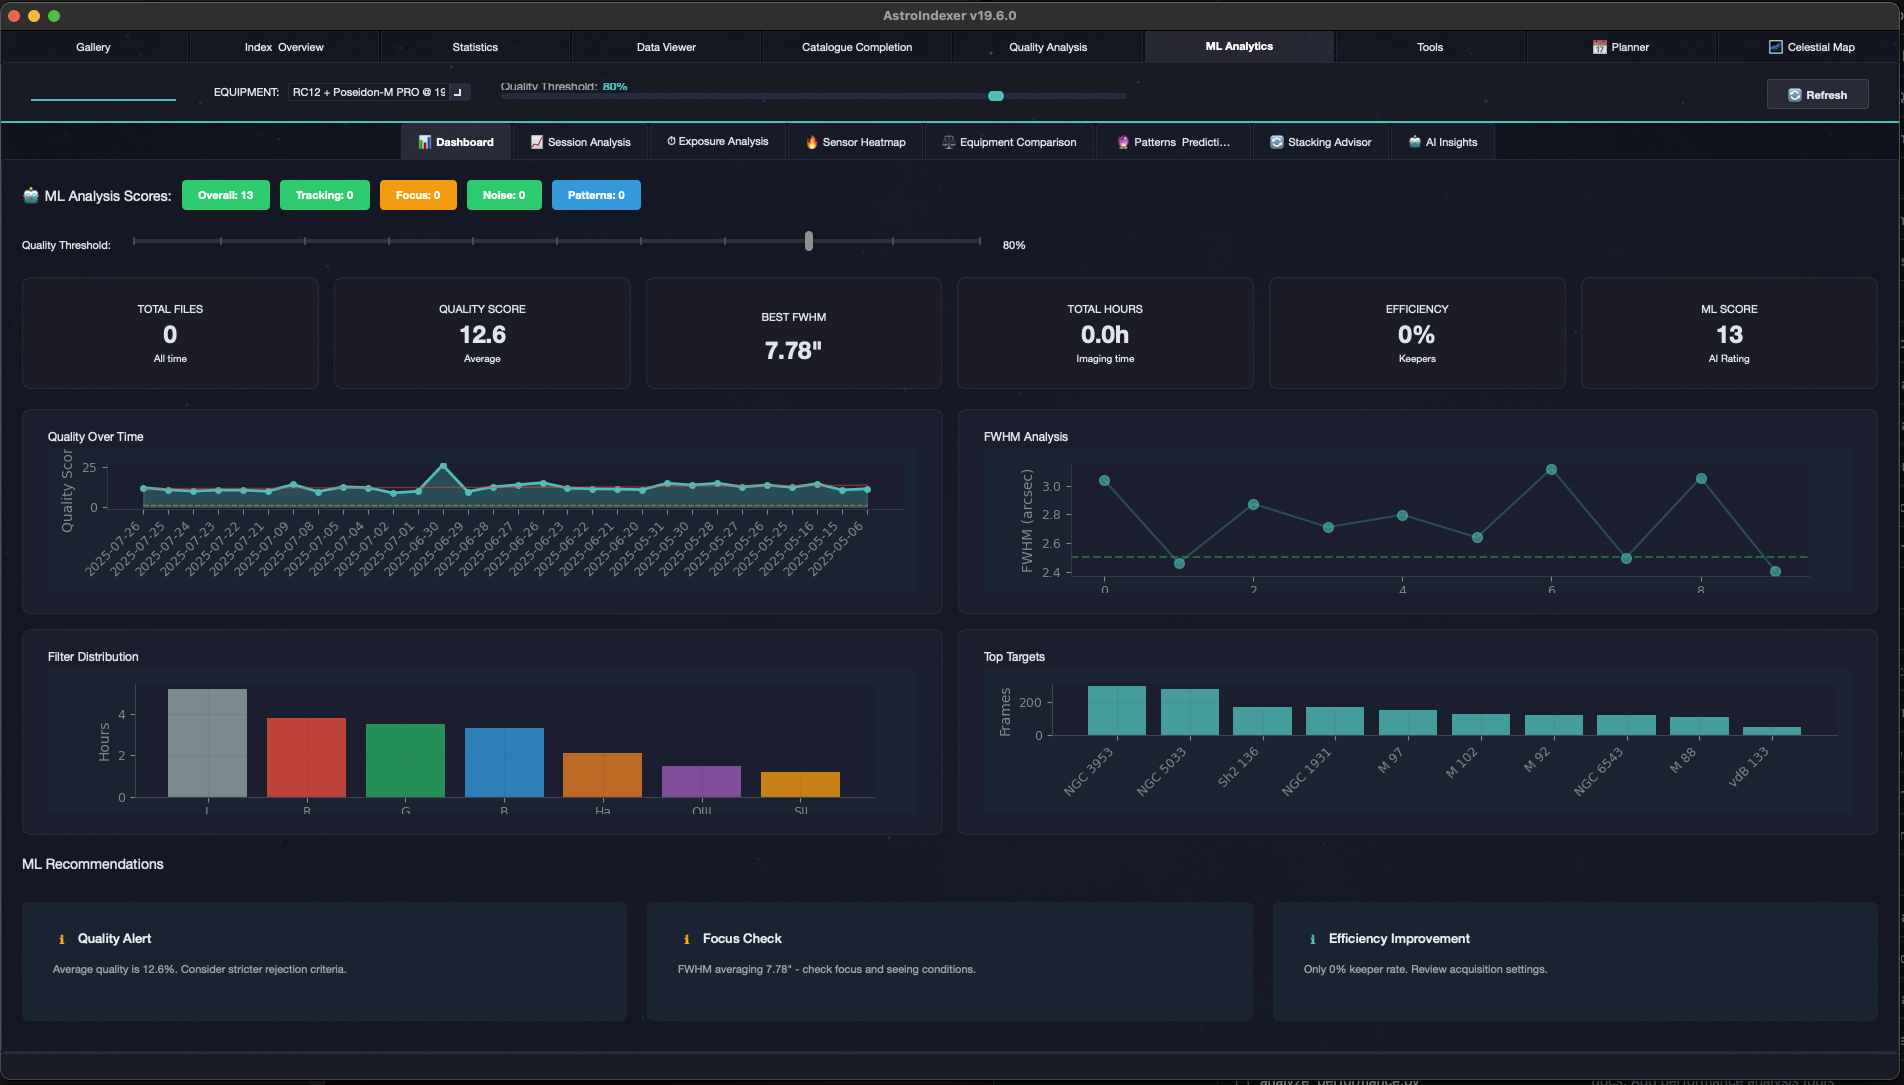 AstroIndexer v19.6.0
Gallery
Index Overview
Statistics
Data Viewer
Catalogue Completion
Quality Analysis
ML Analytics
Tools
Planner
Celestial Map
EQUIPMENT:
RC12 + Poseidon-M PRO @ 19
Quality Threshold: 80%
Refresh
Dashboard
Session Analysis
Exposure Analysis
Sensor Heatmap
Equipment Comparison
Patterns Predicti...
Stacking Advisor
AI Insights
ML Analysis Scores:
Overall: 13
Tracking: 0
Focus: 0
Noise: 0
Patterns: 0
Quality Threshold:
80%
TOTAL FILES
0
All time
QUALITY SCORE
12.6
Average
BEST FWHM
7.78"
TOTAL HOURS
0.0h
Imaging time
EFFICIENCY
0%
Keepers
ML SCORE
13
AI Rating
Quality Over Time
Quality Scor
25
0
2025-07-26
2025-07-25
2025-07-24
2025-07-23
2025-07-22
2025-07-21
2025-07-09
2025-07-08
2025-07-05
2025-07-04
2025-07-02
2025-07-01
2025-06-30
2025-06-29
2025-06-28
2025-06-27
2025-06-26
2025-06-23
2025-06-22
2025-06-21
2025-06-20
2025-05-31
2025-05-30
2025-05-28
2025-05-27
2025-05-26
2025-05-25
2025-05-16
2025-05-15
2025-05-06
FWHM Analysis
FWHM (arcsec)
3.0
2.8
2.6
2.4
0
2
4
6
8
Filter Distribution
Hours
4
2
0
L
R
G
B
Ha
OIII
SII
Top Targets
Frames
200
0
NGC 3953
NGC 5033
Sh2 136
NGC 1931
M 97
M 102
M 92
NGC 6543
M 88
vdB 133
ML Recommendations
Quality Alert
Average quality is 12.6%. Consider stricter rejection criteria.
Focus Check
FWHM averaging 7.78" - check focus and seeing conditions.
Efficiency Improvement
Only 0% keeper rate. Review acquisition settings.
analyze_performance.py
docs: Add performance analysis tools